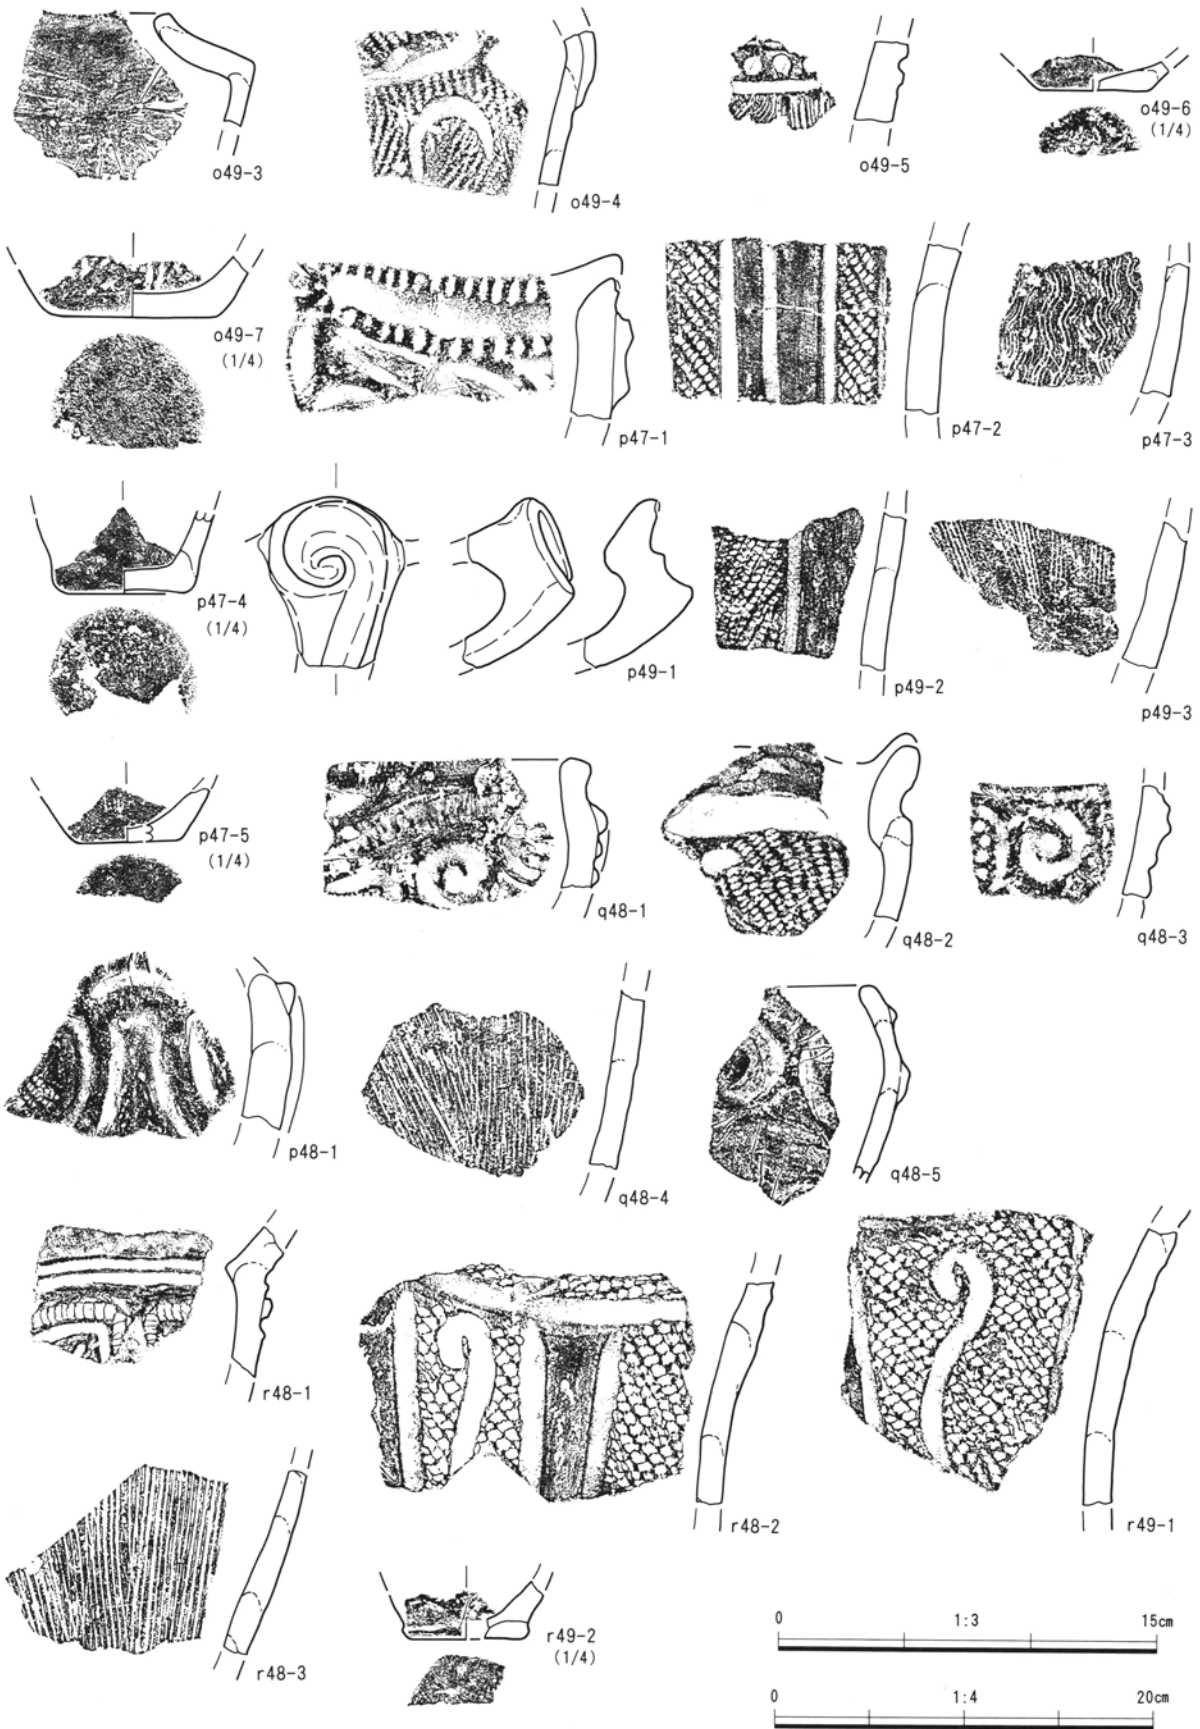 o49-3
o49-4
o49-5
o49-6
(1/4)
o49-7
(1/4)
p47-1
p47-2
p47-3
p47-4
(1/4)
p49-1
p49-2
p49-3
p47-5
(1/4)
q48-1
q48-2
q48-3
p48-1
q48-4
q48-5
r48-1
r48-2
r49-1
r48-3
r49-2
(1/4)
0 1:3 15cm
0 1:4 20cm